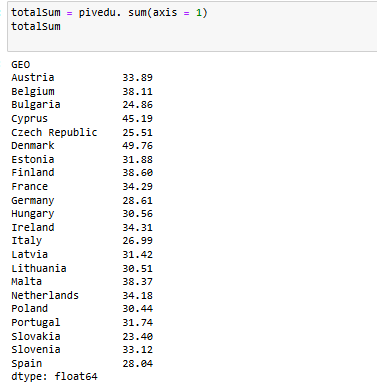 totalSum = pivedu. sum(axis = 1)
totalSum
GEO
Austria 33.89
Belgium 38.11
Bulgaria 24.86
Cyprus 45.19
Czech Republic 25.51
Denmark 49.76
Estonia 31.88
Finland 38.60
France 34.29
Germany 28.61
Hungary 30.56
Ireland 34.31
Italy 26.99
Latvia 31.42
Lithuania 30.51
Malta 38.37
Netherlands 34.18
Poland 30.44
Portugal 31.74
Slovakia 23.40
Slovenia 33.12
Spain 28.04
dtype: float64